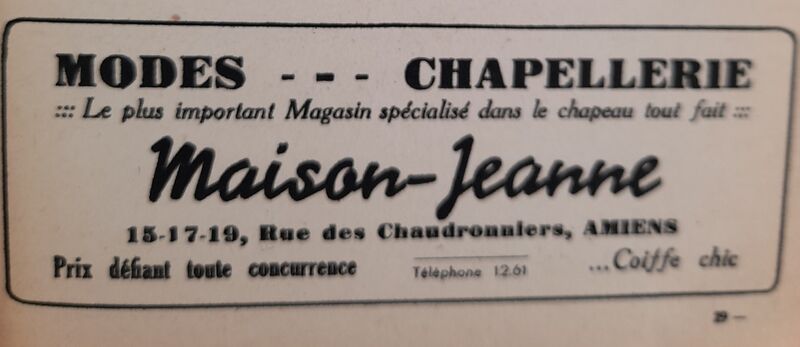 MODES --- CHAPELLERIE
::: Le plus important Magasin spécialisé dans le chapeau tout fait :::
Maison-Jeanne
15-17-19, Rue des Chaudronniers, AMIENS
Prix défiant toute concurrence Téléphone 12.61 ...Coiffe chic
29 —